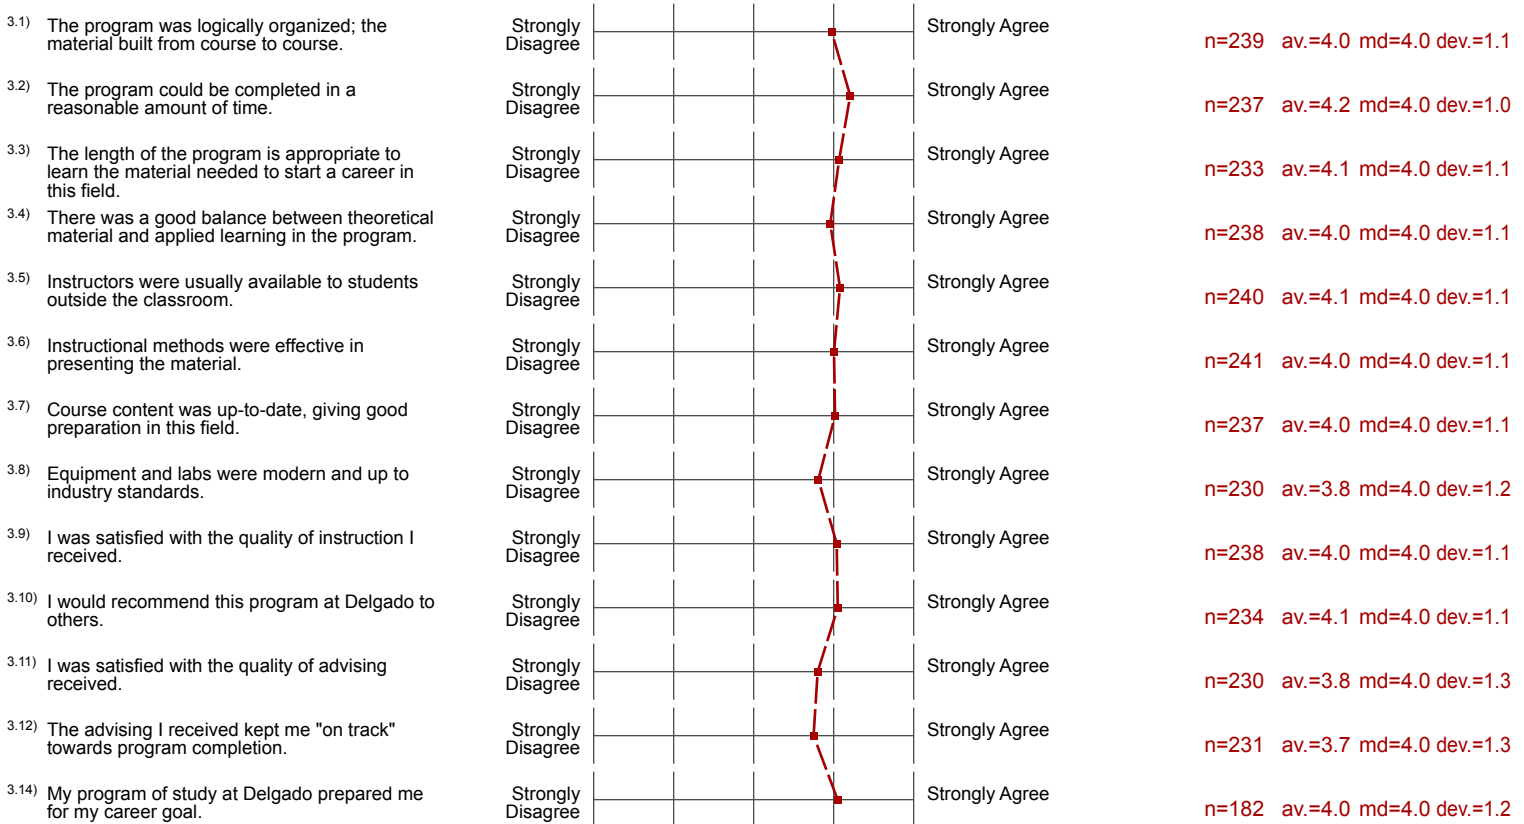 3.1) The program was logically organized; the
material built from course to course.
Strongly
Disagree
Strongly Agree
n=239 av.=4.0 md=4.0 dev.=1.1
3.2) The program could be completed in a
reasonable amount of time.
Strongly
Disagree
Strongly Agree
n=237 av.=4.2 md=4.0 dev.=1.0
3.3) The length of the program is appropriate to
learn the material needed to start a career in
this field.
Strongly
Disagree
Strongly Agree
n=233 av.=4.1 md=4.0 dev.=1.1
3.4) There was a good balance between theoretical
material and applied learning in the program.
Strongly
Disagree
Strongly Agree
n=238 av.=4.0 md=4.0 dev.=1.1
3.5) Instructors were usually available to students
outside the classroom.
Strongly
Disagree
Strongly Agree
n=240 av.=4.1 md=4.0 dev.=1.1
3.6) Instructional methods were effective in
presenting the material.
Strongly
Disagree
Strongly Agree
n=241 av.=4.0 md=4.0 dev.=1.1
3.7) Course content was up-to-date, giving good
preparation in this field.
Strongly
Disagree
Strongly Agree
n=237 av.=4.0 md=4.0 dev.=1.1
3.8) Equipment and labs were modern and up to
industry standards.
Strongly
Disagree
Strongly Agree
n=230 av.=3.8 md=4.0 dev.=1.2
3.9) I was satisfied with the quality of instruction I
received.
Strongly
Disagree
Strongly Agree
n=238 av.=4.0 md=4.0 dev.=1.1
3.10) I would recommend this program at Delgado to
others.
Strongly
Disagree
Strongly Agree
n=234 av.=4.1 md=4.0 dev.=1.1
3.11) I was satisfied with the quality of advising
received.
Strongly
Disagree
Strongly Agree
n=230 av.=3.8 md=4.0 dev.=1.3
3.12) The advising I received kept me "on track"
towards program completion.
Strongly
Disagree
Strongly Agree
n=231 av.=3.7 md=4.0 dev.=1.3
3.14) My program of study at Delgado prepared me
for my career goal.
Strongly
Disagree
Strongly Agree
n=182 av.=4.0 md=4.0 dev.=1.2